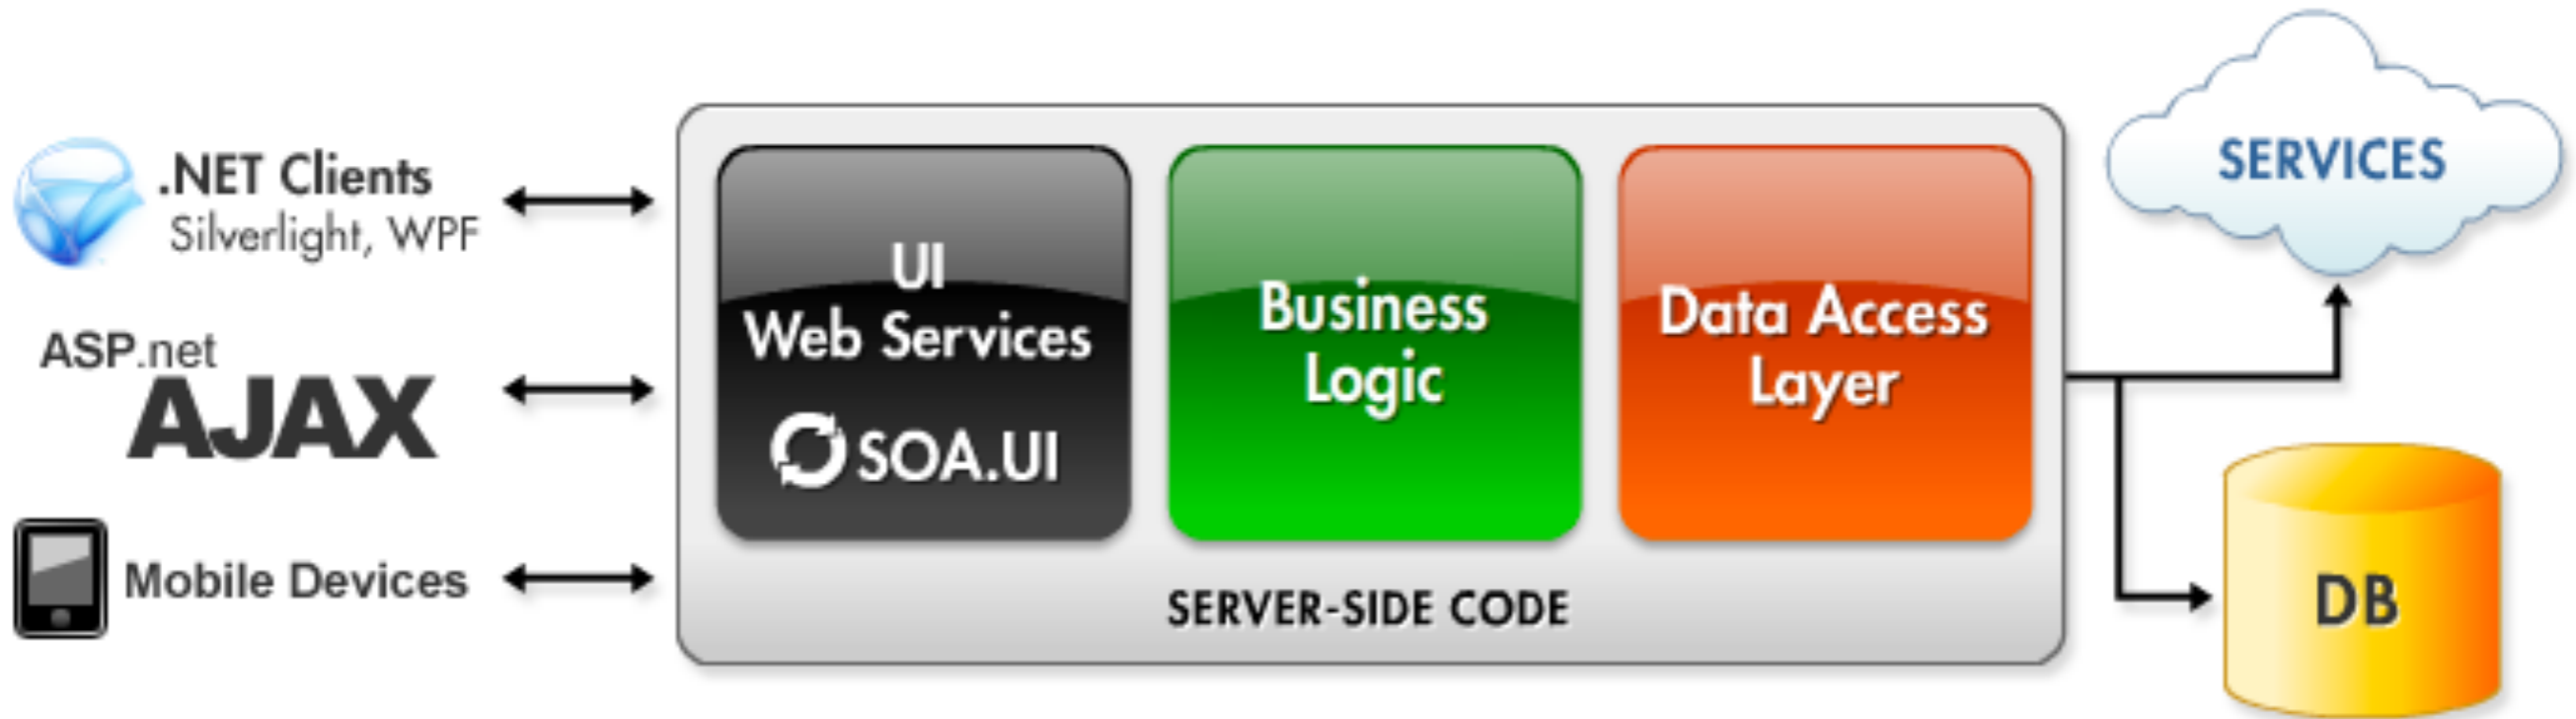 .NET Clients
Silverlight, WPF
ASP.net
AJAX
Mobile Devices
UI
Web Services
SOA.UI
Business
Logic
Data Access
Layer
SERVER-SIDE CODE
SERVICES
DB